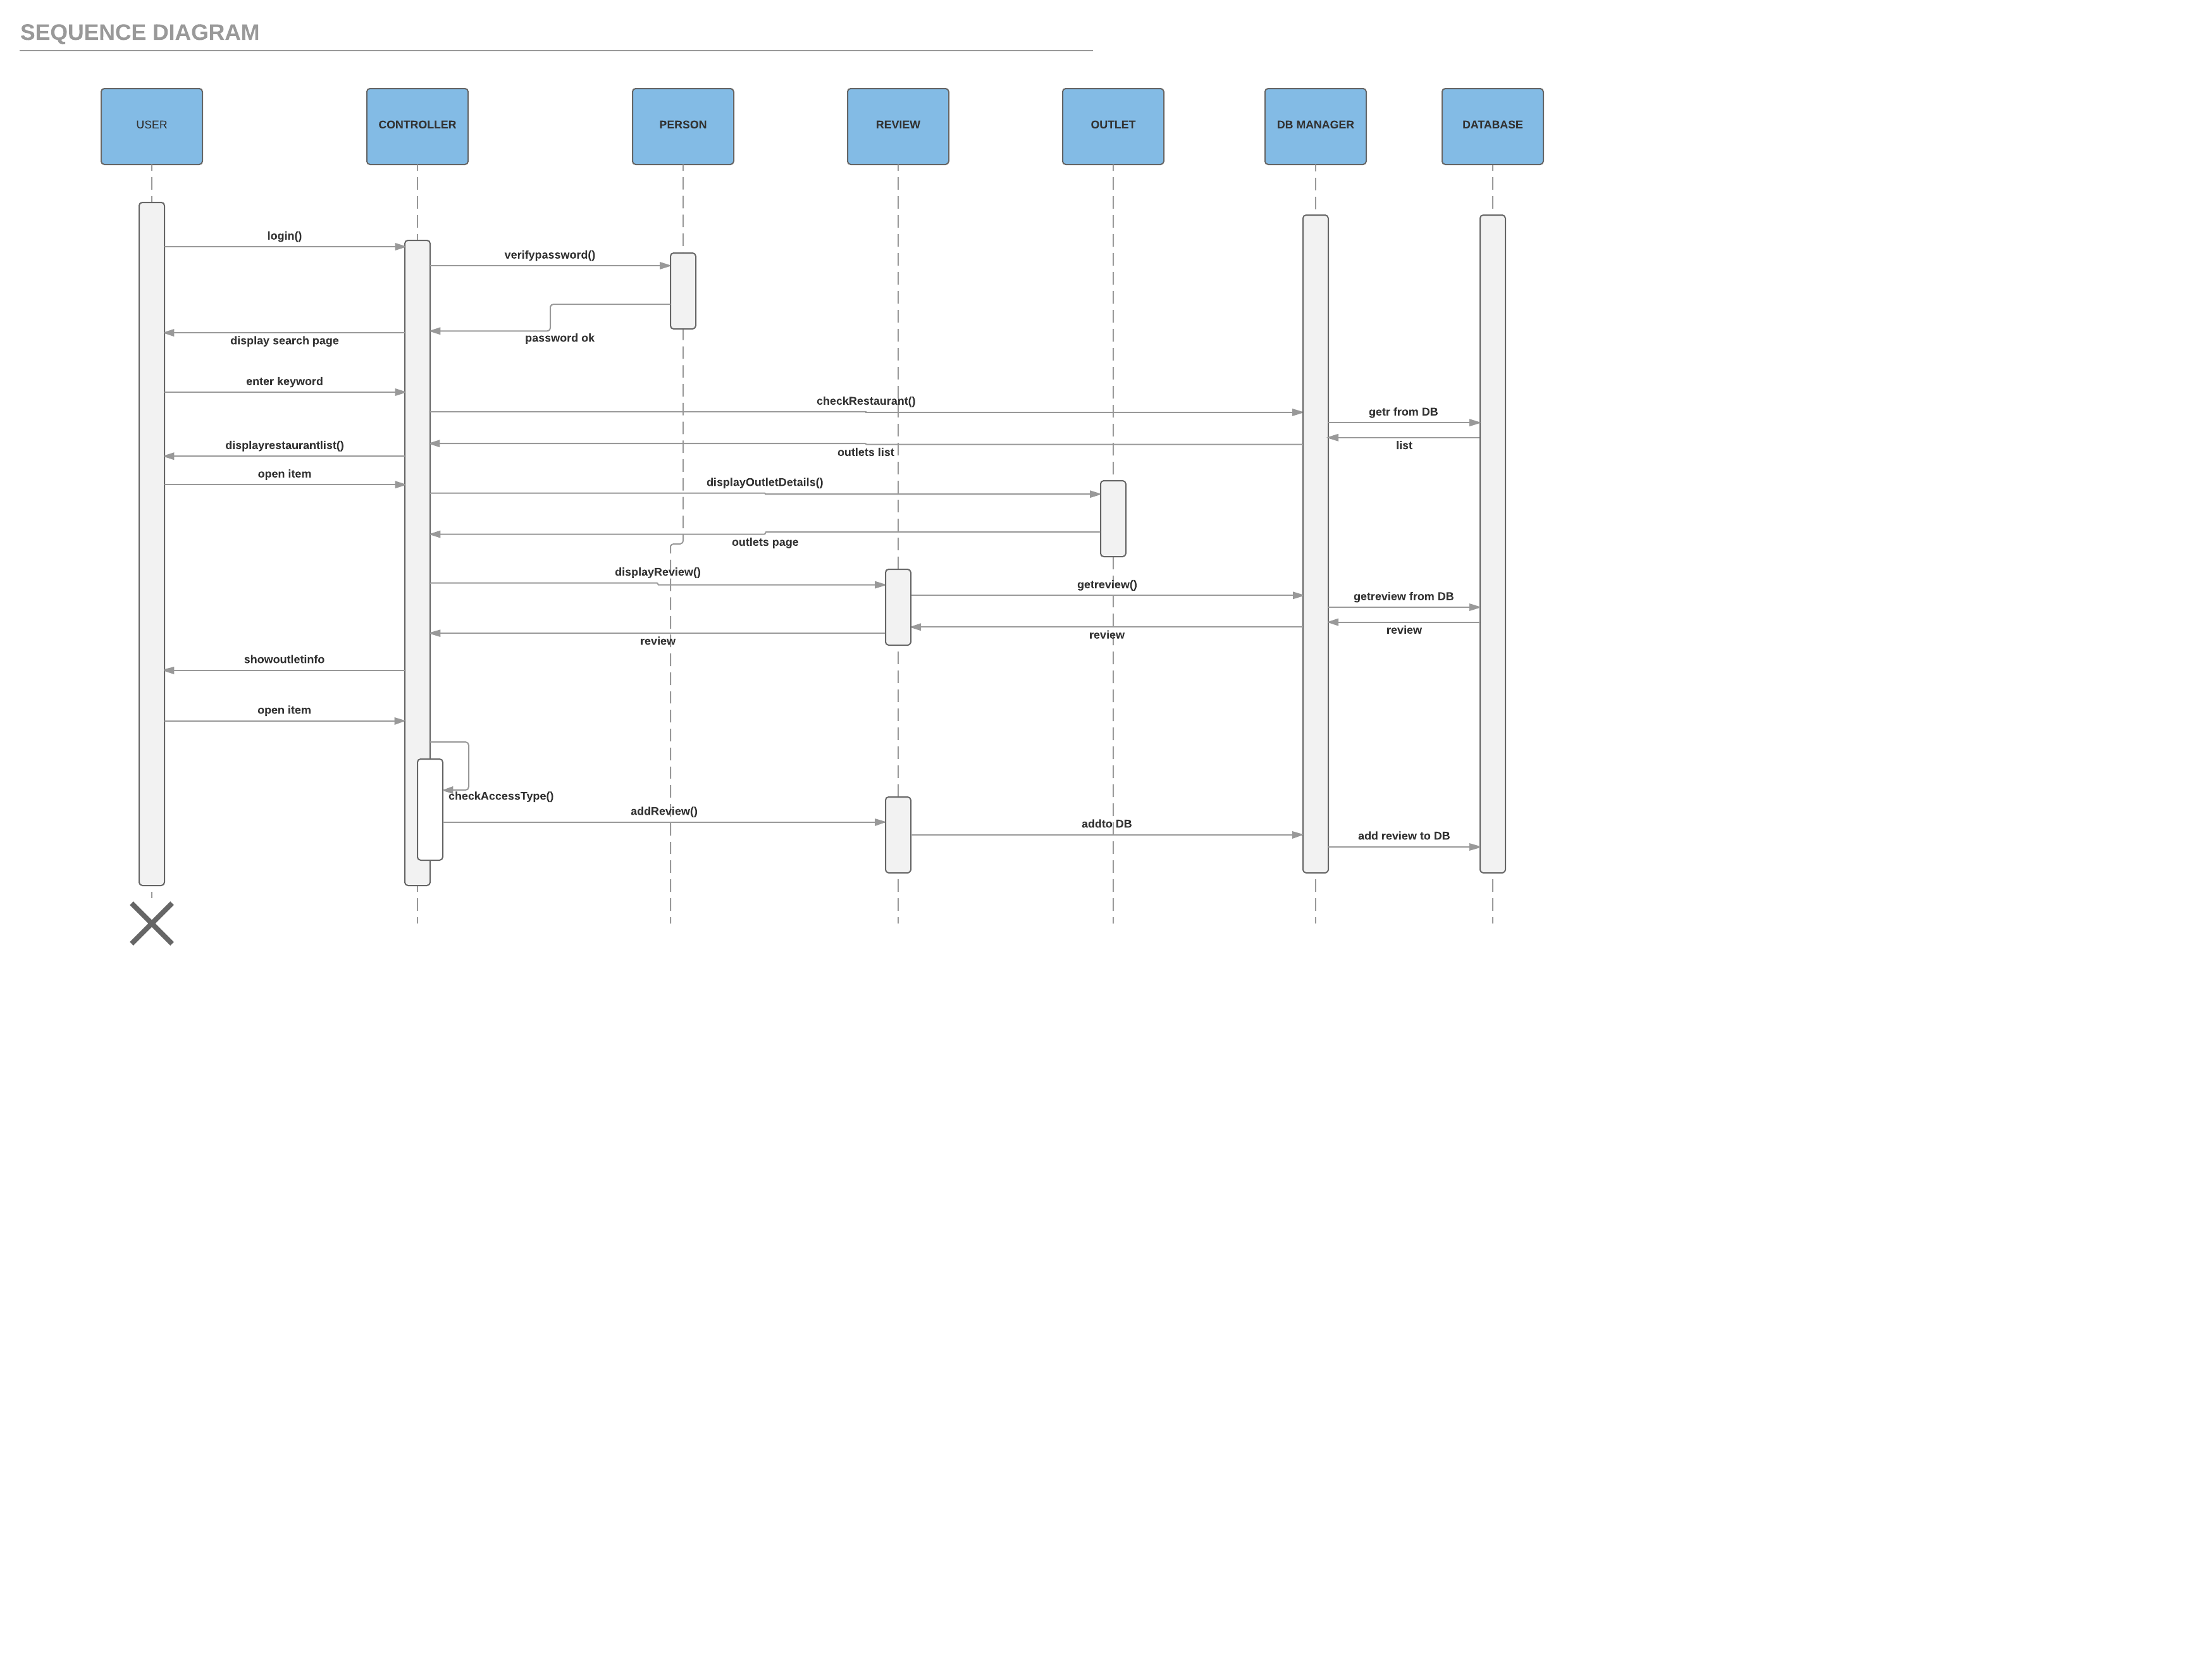 SEQUENCE DIAGRAM
USER
CONTROLLER
PERSON
REVIEW
OUTLET
DB MANAGER
DATABASE
login()
verifypassword()
password ok
display search page
enter keyword
checkRestaurant()
getr from DB
list
outlets list
displayrestaurantlist()
open item
displayOutletDetails()
outlets page
displayReview()
getreview()
getreview from DB
review
review
review
showoutletinfo
open item
checkAccessType()
addReview()
addto DB
add review to DB